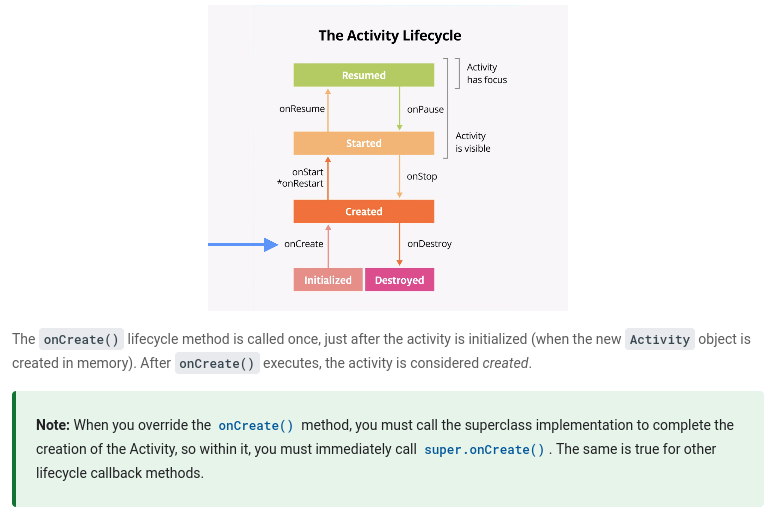 The Activity Lifecycle
Resumed
Activity
has focus
onResume
onPause
Started
Activity
is visible
onStart
*onRestart
onStop
Created
onCreate
onDestroy
Initialized
Destroyed
The onCreate() lifecycle method is called once, just after the activity is initialized (when the new Activity object is
created in memory). After onCreate() executes, the activity is considered created.
Note: When you override the onCreate() method, you must call the superclass implementation to complete the
creation of the Activity, so within it, you must immediately call super.onCreate(). The same is true for other
lifecycle callback methods.